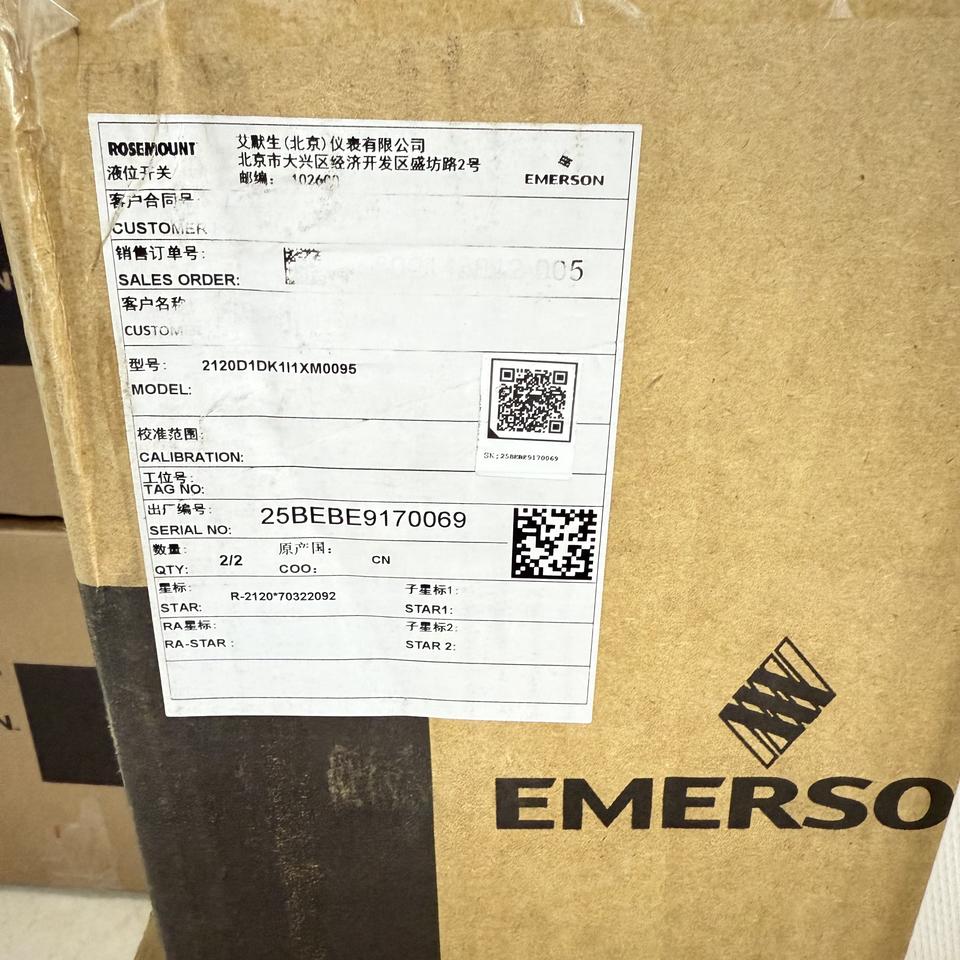 ROSEMOUNT
液位开关
艾默生(北京)仪表有限公司
北京市大兴区经济开发区盛坊路2号
邮编: 102600
EMERSON
客户合同号:
CUSTOMER
销售订单号:
SALES ORDER:
005
客户名称
CUSTOM
型号:
2120D1DK1I1XM0095
MODEL:
SN:25BEBE9170069
校准范围:
CALIBRATION:
工位号:
TAG NO:
出厂编号:
SERIAL NO:
25BEBE9170069
数量:
QTY:
2/2
原产国:
COO:
CN
星标:
STAR:
R-2120*70322092
子星标1:
STAR1:
RA星标:
RA-STAR :
子星标2:
STAR 2:
EMERSO